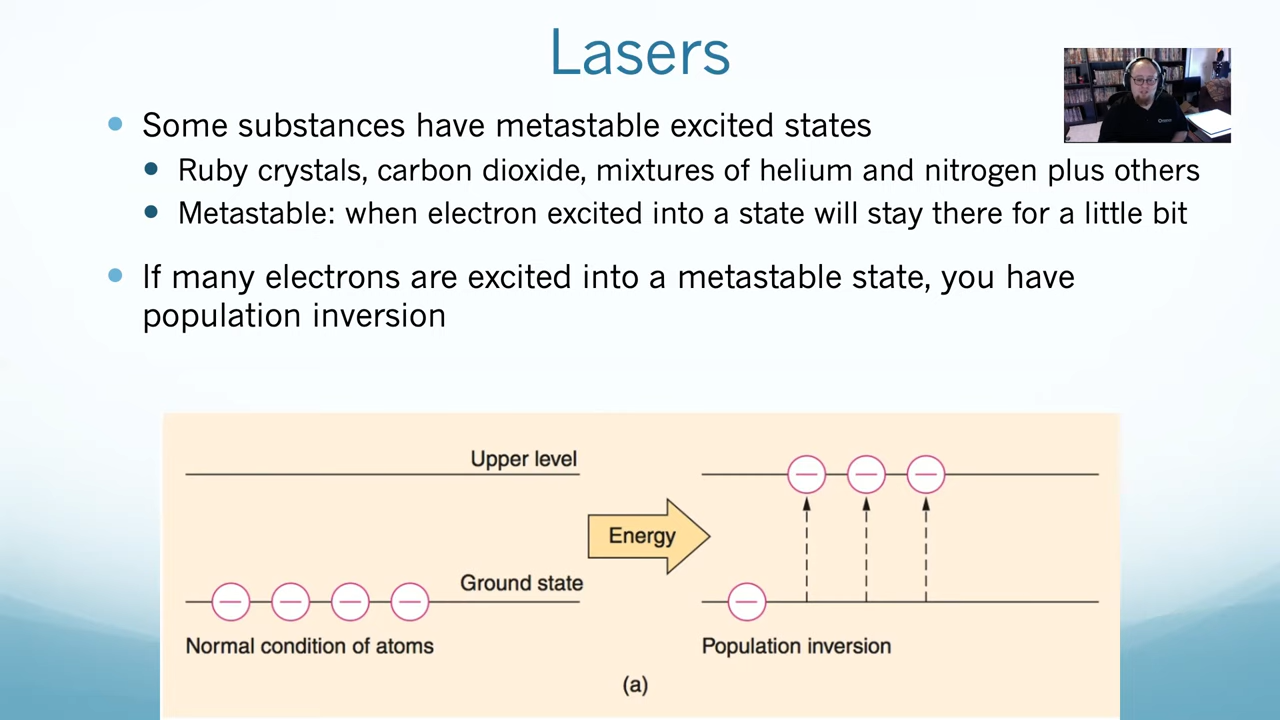 Lasers
Some substances have metastable excited states
Ruby crystals, carbon dioxide, mixtures of helium and nitrogen plus others
Metastable: when electron excited into a state will stay there for a little bit
If many electrons are excited into a metastable state, you have
population inversion
Upper level
Energy
Ground state
Normal condition of atoms
Population inversion
(a)